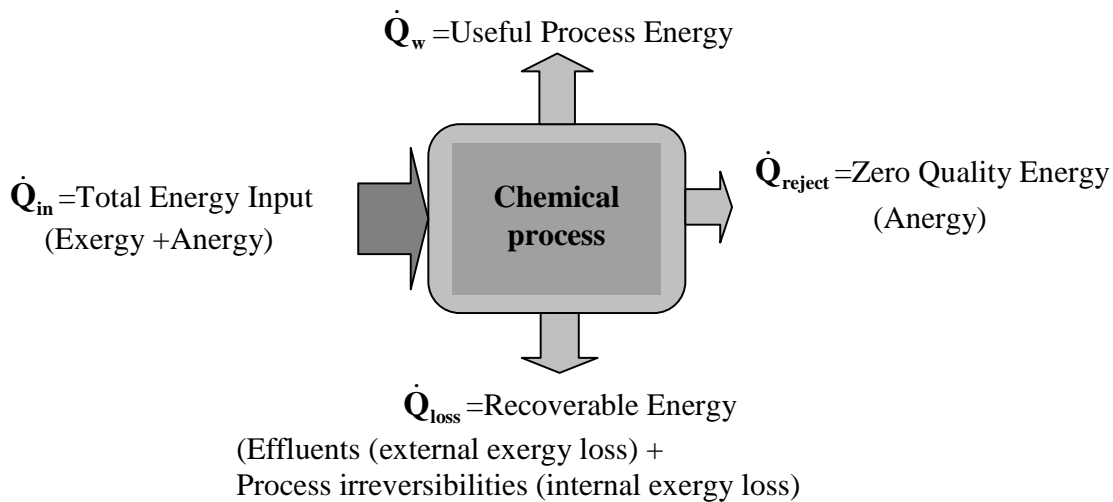 Q̇w =Useful Process Energy
Q̇in =Total Energy Input
(Exergy +Anergy)
Chemical
process
Q̇reject =Zero Quality Energy
(Anergy)
Q̇loss =Recoverable Energy
(Effluents (external exergy loss) +
Process irreversibilities (internal exergy loss)